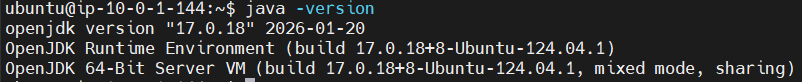 ubuntu@ip-10-0-1-144:~$ java -version
openjdk version "17.0.18" 2026-01-20
OpenJDK Runtime Environment (build 17.0.18+8-Ubuntu-124.04.1)
OpenJDK 64-Bit Server VM (build 17.0.18+8-Ubuntu-124.04.1, mixed mode, sharing)